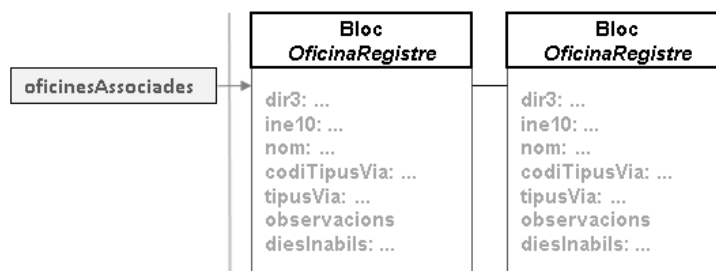 Bloc
OficinaRegistre
Bloc
OficinaRegistre
oficinesAssociades
dir3: ...
ine10: ...
nom: ...
codiTipusVia: ...
tipusVia: ...
observacions
diesInabils: ...
dir3: ...
ine10: ...
nom: ...
codiTipusVia: ...
tipusVia: ...
observacions
diesInabils: ...